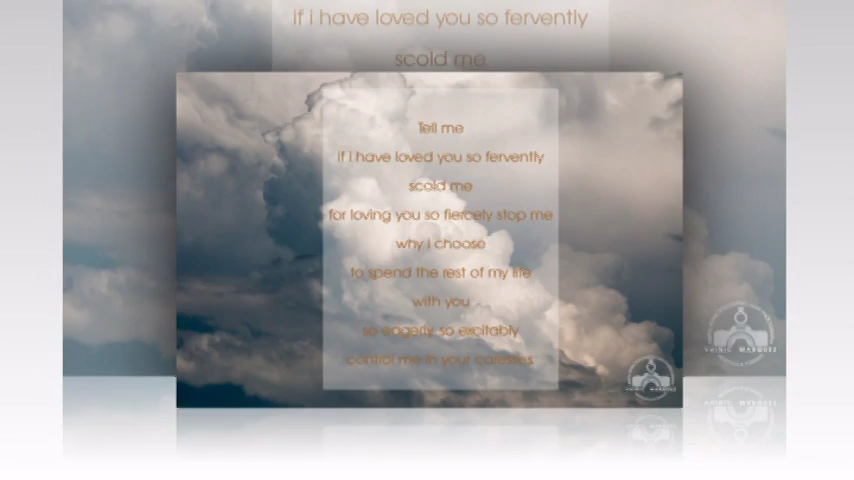 if i have loved you so fervently
scold me
Tell me
if i have loved you so fervently
scold me
for loving you so fiercely stop me
why i choose
to spend the rest of my life
with you
so eagerly, so excitably
control me in your caresses